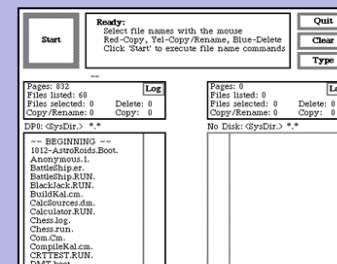 Start
Ready:
Select file names with the mouse
Red-Copy, Yel-Copy/Rename, Blue-Delete
Click 'Start' to execute file name commands
Quit
Clear
Type
Pages: 832
Files listed: 60
Files selected: 0 Delete: 0
Copy/Rename: 0 Copy: 0
Log
DP0: <SysDir.> *.*
~~ BEGINNING ~~
1012-AstroRoids.Boot.
Anonymous.1.
BattleShip.er.
BattleShip.RUN.
BlackJack.RUN.
BuildKal.cm.
CalcSources.dm.
Calculator.RUN.
Chess.log.
Chess.run.
Com.Cm.
CompileKal.cm.
CRTTEST.RUN.
DMT.boot.
Pages: 0
Files listed: 0
Files selected: 0 Delete: 0
Copy/Rename: 0 Copy: 0
Log
No Disk: <SysDir.> *.*